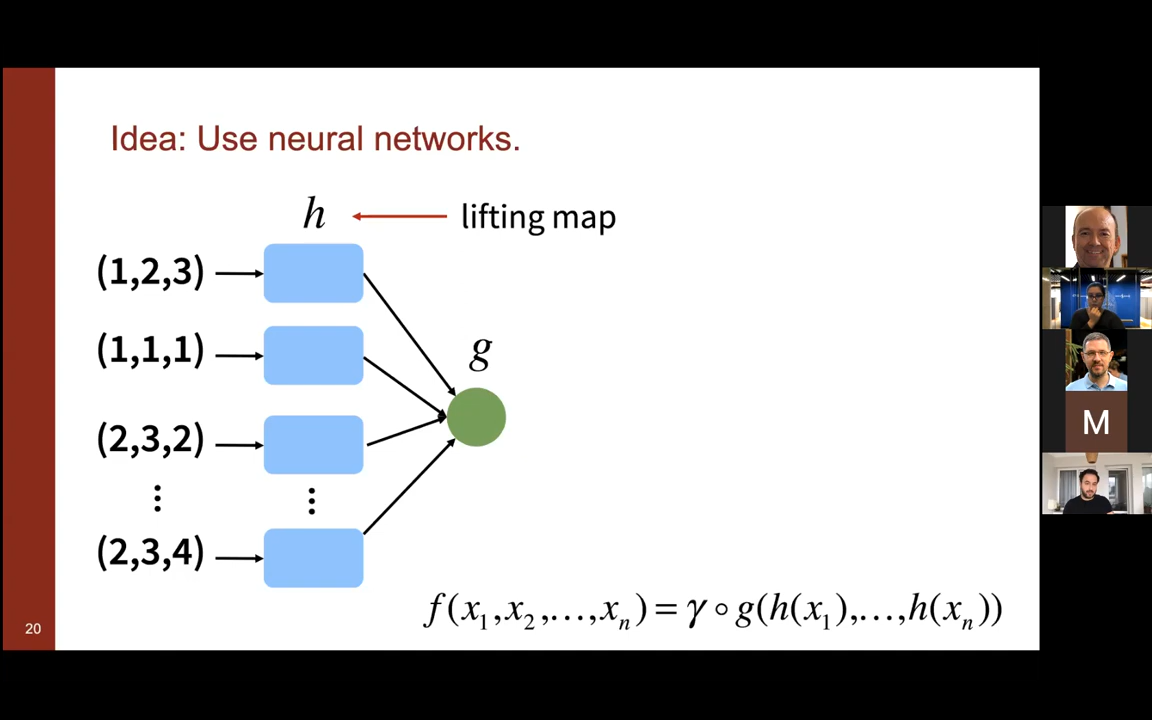 Idea: Use neural networks.
h
lifting map
(1,2,3)
(1,1,1)
g
(2,3,2)
⋮ ⋮
(2,3,4)
f(x₁,x₂,…,xₙ) = γ ∘ g(h(x₁),…,h(xₙ))
20
M